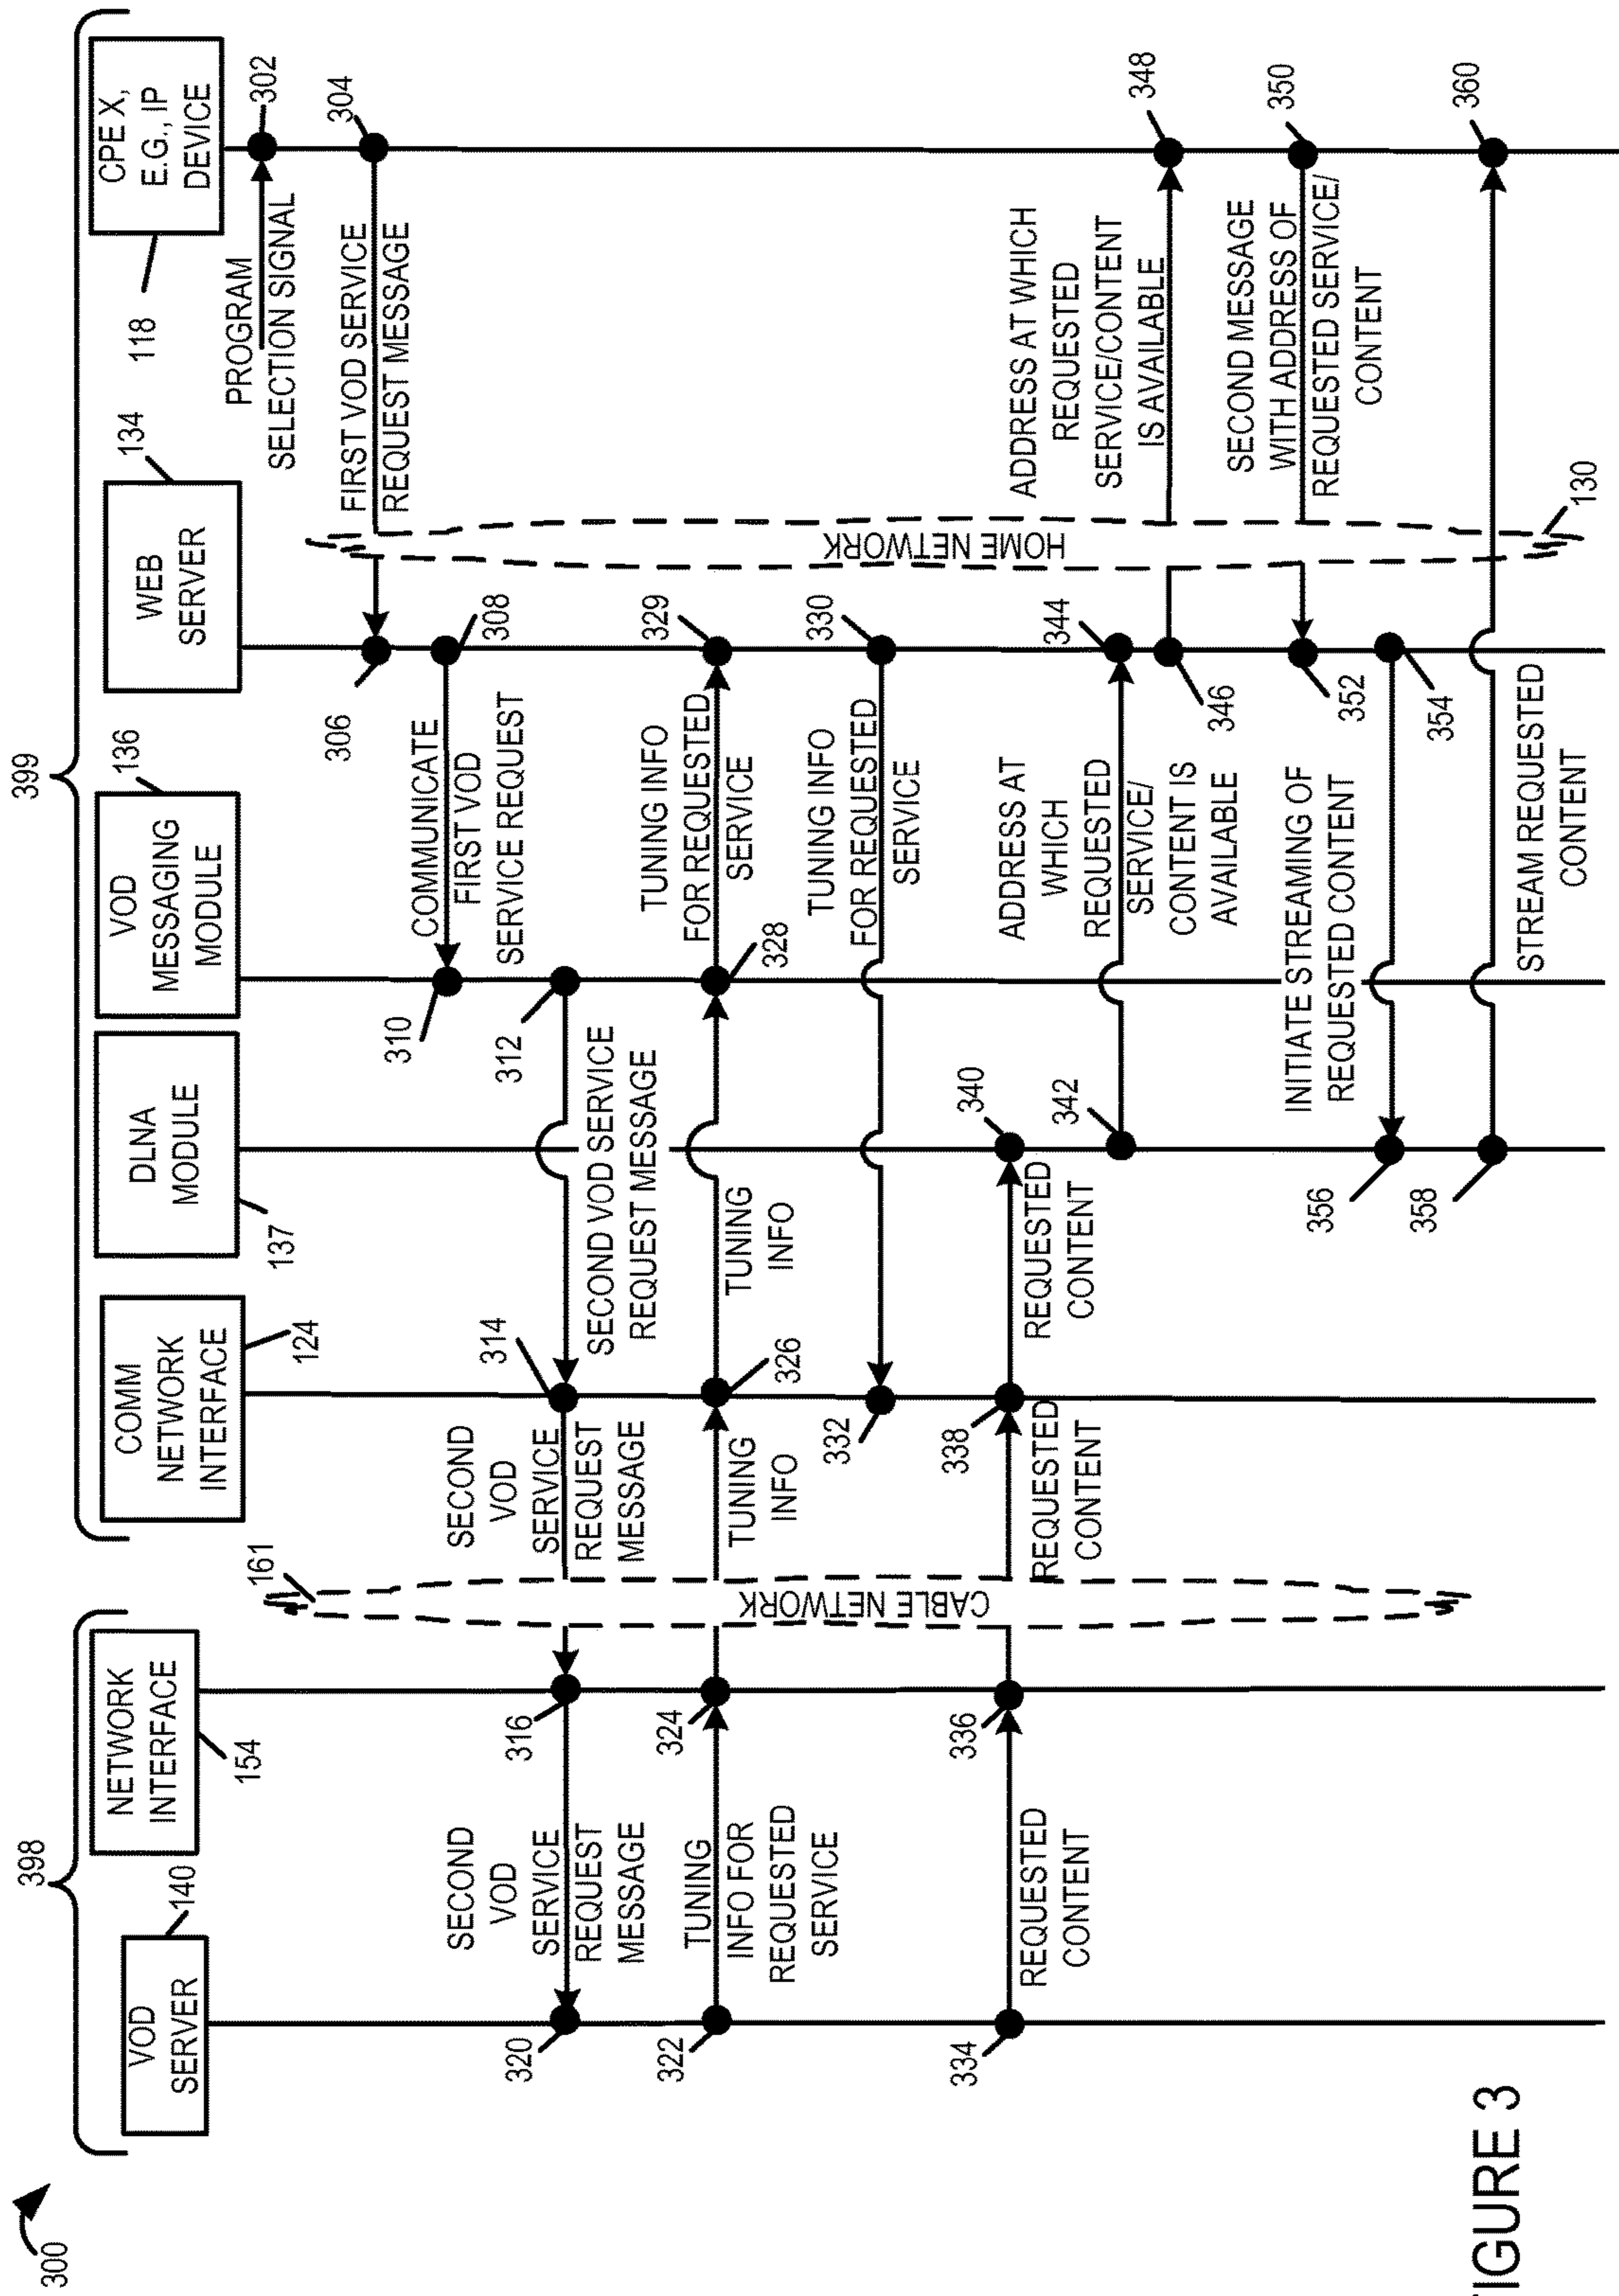 300
398
399
VOD
SERVER
140
NETWORK
INTERFACE
154
161
COMM
NETWORK
INTERFACE
124
DLNA
MODULE
137
VOD
MESSAGING
MODULE
136
WEB
SERVER
134
CPE X,
E.G., IP
DEVICE
118
PROGRAM
SELECTION SIGNAL
302
FIRST VOD SERVICE
REQUEST MESSAGE
304
306
COMMUNICATE
FIRST VOD
SERVICE REQUEST
308
310
312
SECOND VOD SERVICE
REQUEST MESSAGE
314
SECOND
VOD
SERVICE
REQUEST
MESSAGE
316
SECOND
VOD
SERVICE
REQUEST
MESSAGE
320
322
TUNING
INFO FOR
REQUESTED
SERVICE
324
TUNING
INFO
326
TUNING
INFO
328
TUNING INFO
FOR REQUESTED
SERVICE
329
TUNING INFO
FOR REQUESTED
SERVICE
330
332
334
REQUESTED
CONTENT
336
REQUESTED
CONTENT
338
REQUESTED
CONTENT
340
342
ADDRESS AT
WHICH
REQUESTED
SERVICE/
CONTENT IS
AVAILABLE
344
346
ADDRESS AT WHICH
REQUESTED
SERVICE/CONTENT
IS AVAILABLE
348
SECOND MESSAGE
WITH ADDRESS OF
REQUESTED SERVICE/
CONTENT
350
352
INITIATE STREAMING OF
REQUESTED CONTENT
354
356
358
STREAM REQUESTED
CONTENT
360
CABLE NETWORK
HOME NETWORK
130
IGURE 3